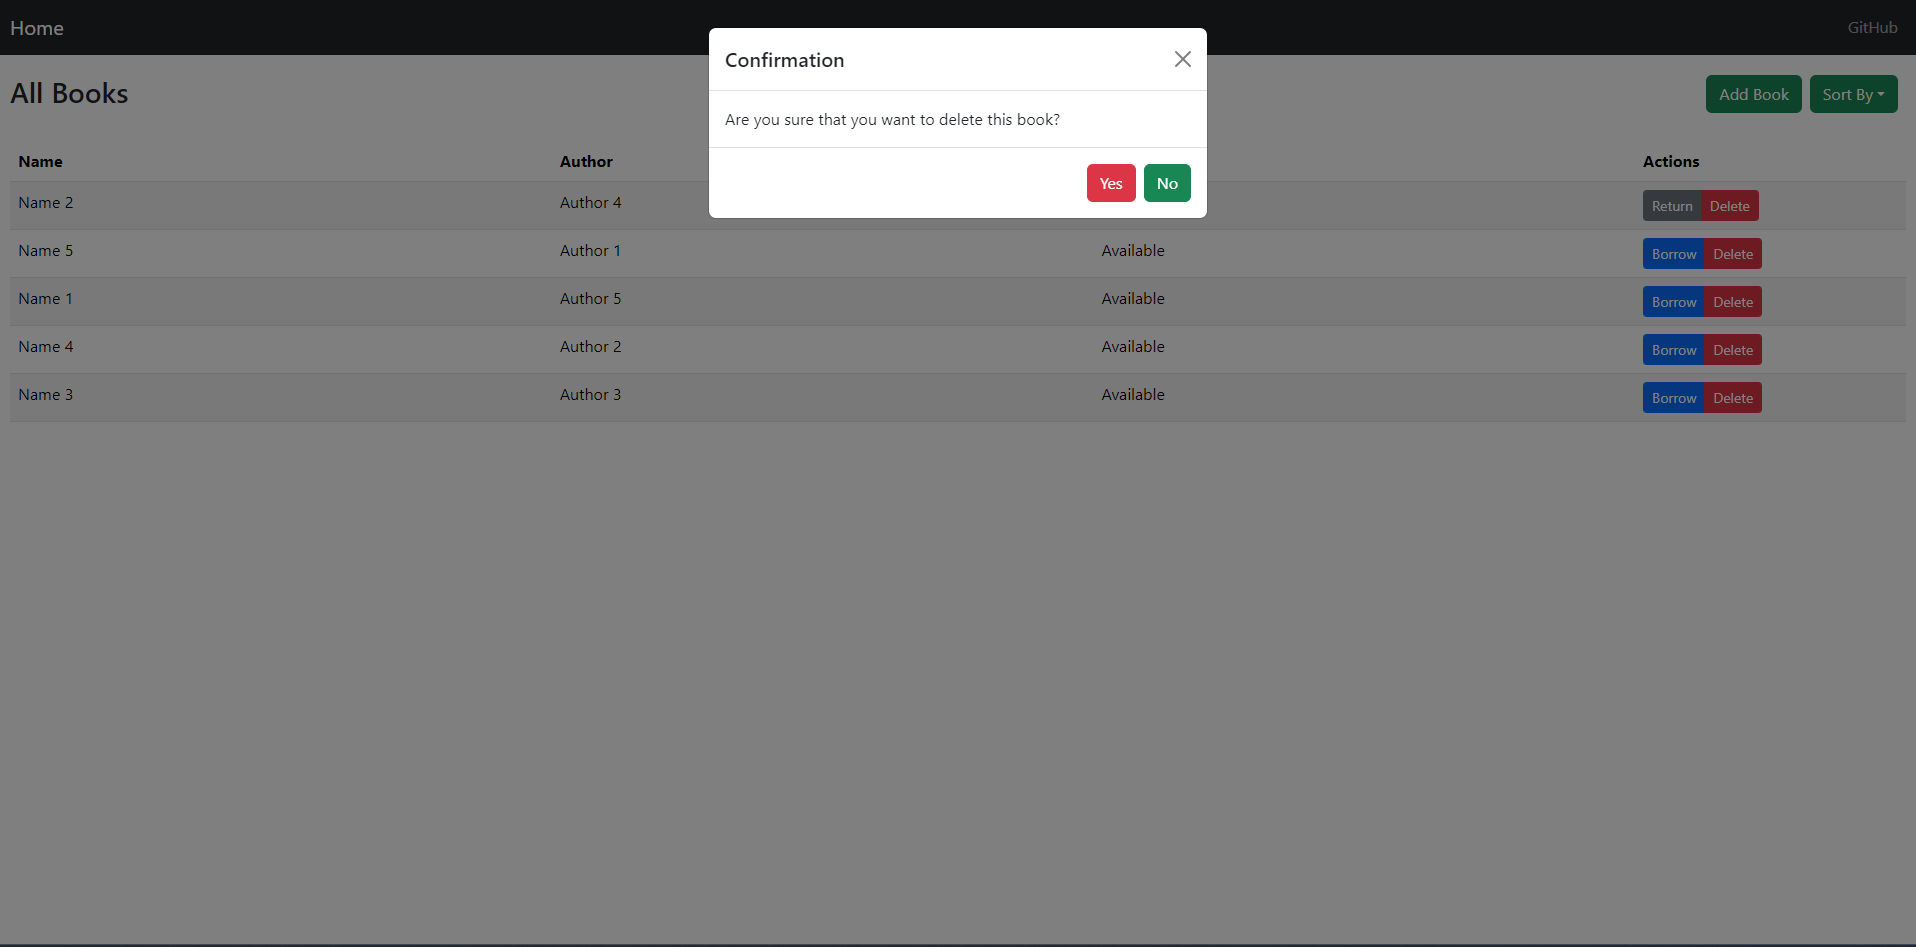 Home GitHub
Confirmation
All Books Add Book Sort By
Are you sure that you want to delete this book?
Name Author Actions
Yes No
Name 2 Author 4 Return Delete
Name 5 Author 1 Available Borrow Delete
Name 1 Author 5 Available Borrow Delete
Name 4 Author 2 Available Borrow Delete
Name 3 Author 3 Available Borrow Delete